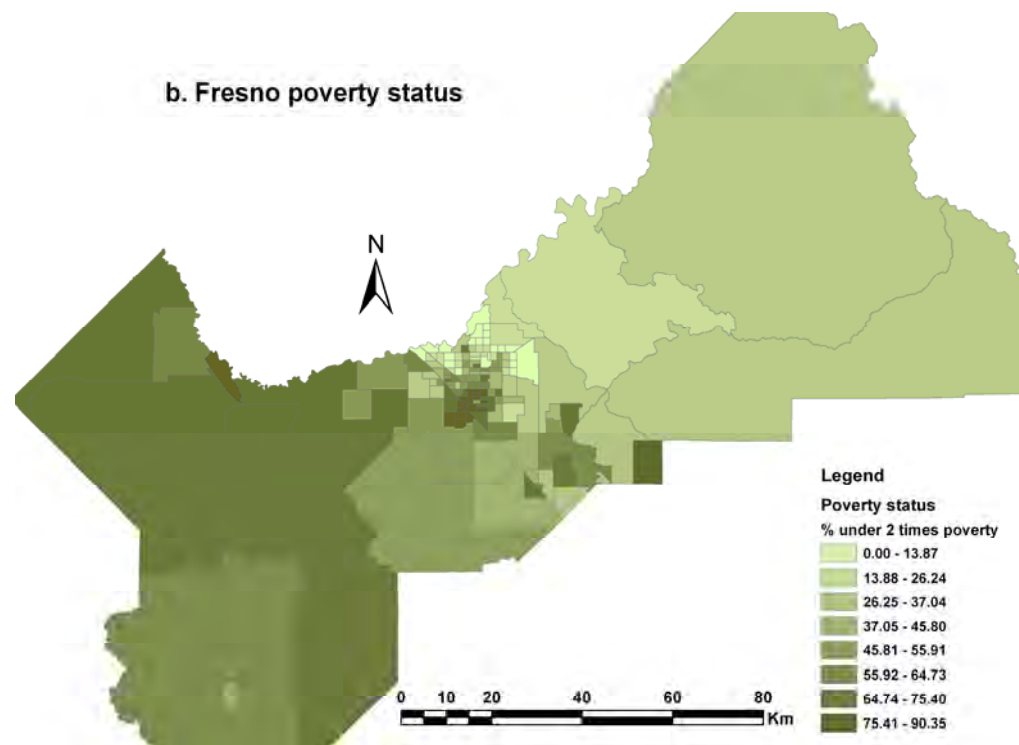 b. Fresno poverty status
N
Legend
Poverty status
% under 2 times poverty
0.00 - 13.87
13.88 - 26.24
26.25 - 37.04
37.05 - 45.80
45.81 - 55.91
55.92 - 64.73
64.74 - 75.40
75.41 - 90.35
0 10 20 40 60 80
Km